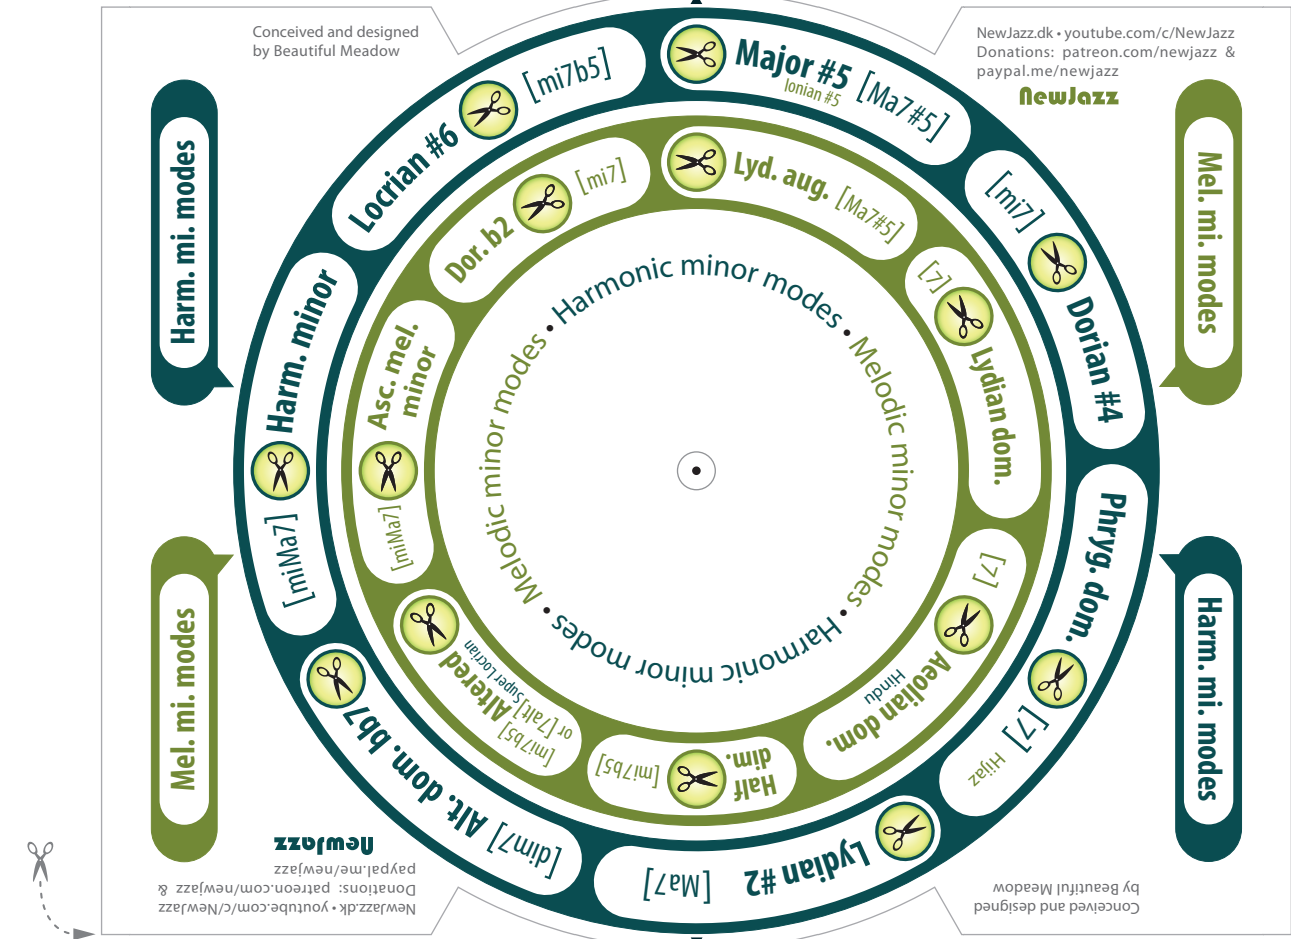 Conceived and designed
by Beautiful Meadow
NewJazz.dk • youtube.com/c/NewJazz
Donations: patreon.com/newjazz &
paypal.me/newjazz
NewJazz
Harm. mi. modes
Mel. mi. modes
Mel. mi. modes
Harm. mi. modes
Major #5 [Ma7#5]
Ionian #5
[mi7] Dorian #4
Phryg. dom. [7] Hijaz
Lydian #2 [Ma7]
Alt. dom. bb7 [dim7]
Harm. minor [miMa7]
Locrian #6 [mi7b5]
Lyd. aug. [Ma7#5]
[7] Lydian dom.
[7] Aeolian dom.
Hindu
Half
dim.
[mi7b5]
Altered
Super Locrian
[mi7b5]
or [7alt]
Asc. mel.
minor
[miMa7]
Dor. b2 [mi7]
Harmonic minor modes • Melodic minor modes • Harmonic minor modes • Melodic minor modes •
NewJazz
paypal.me/newjazz
Donations: patreon.com/newjazz &
NewJazz.dk • youtube.com/c/NewJazz
by Beautiful Meadow
Conceived and designed